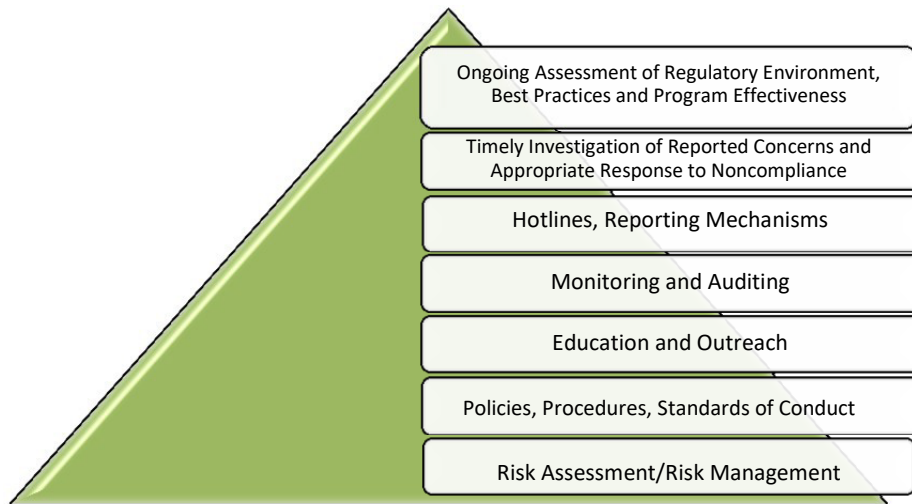 Ongoing Assessment of Regulatory Environment,
Best Practices and Program Effectiveness
Timely Investigation of Reported Concerns and
Appropriate Response to Noncompliance
Hotlines, Reporting Mechanisms
Monitoring and Auditing
Education and Outreach
Policies, Procedures, Standards of Conduct
Risk Assessment/Risk Management